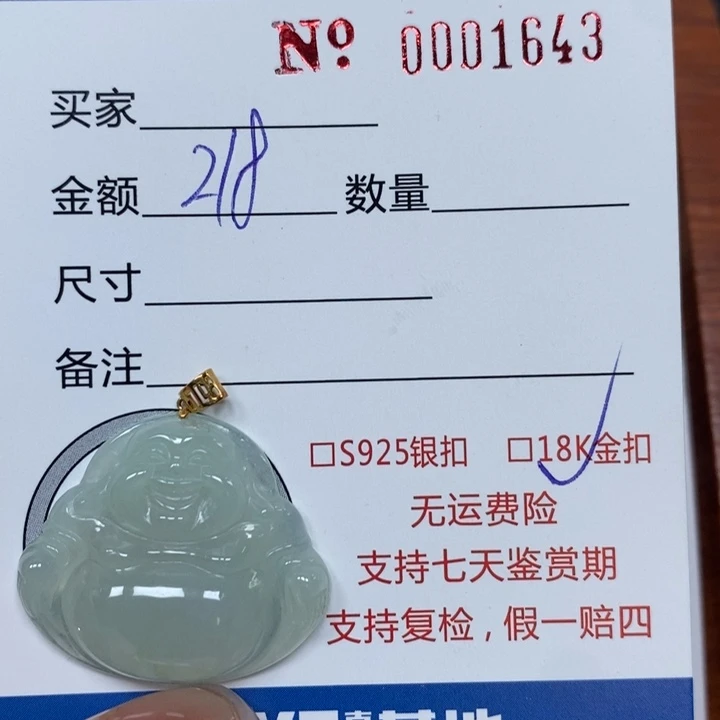 No 0001643
买家
金额 218 数量
尺寸
备注
□S925银扣 □18K金扣
无运费险
支持七天鉴赏期
支持复检,假一赔四